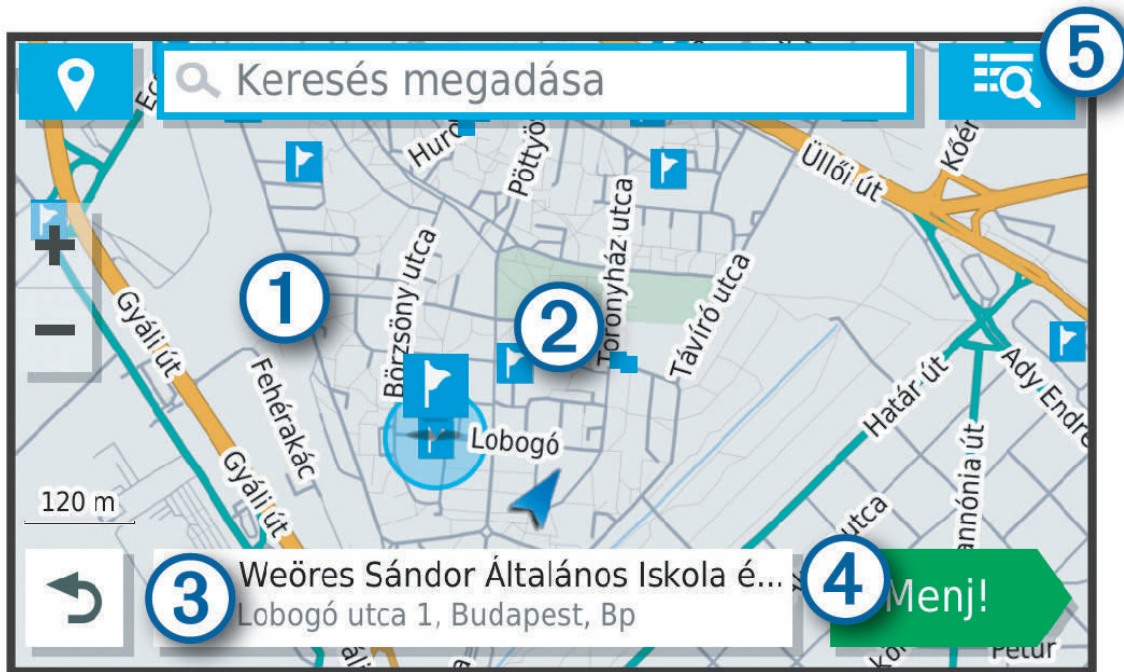 5
Keresés megadása
Huro
Pöttyös
Üllői út
Kőér
Toronyház utca
Távíró utca
Börzsöny utca
1
2
+
−
Gyáli út
Fehérakác
Lobogó
Határ út
Ady Endre
annónia út
120 m
Gyáli út
utca
3
Weöres Sándor Általános Iskola é...
Lobogó utca 1, Budapest, Bp
4
Menj!
Petur